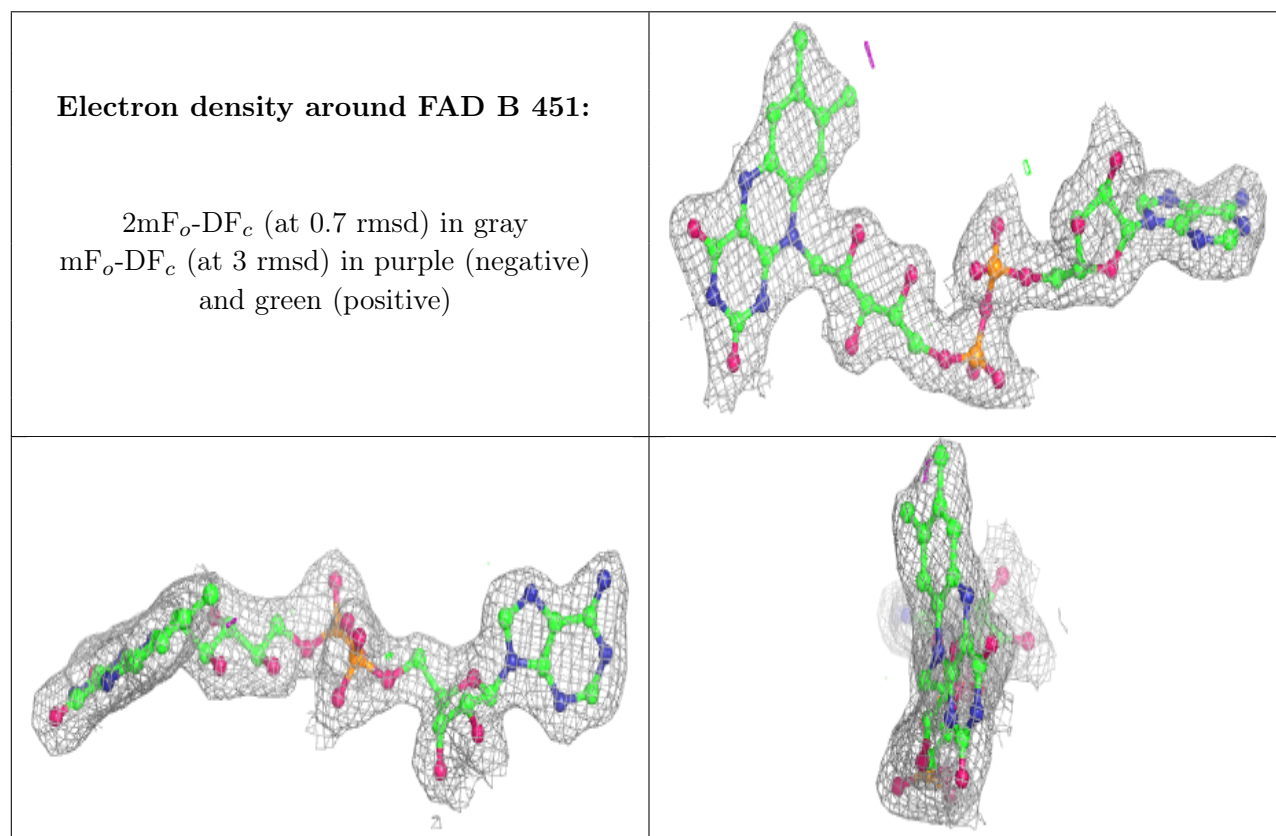 Electron density around FAD B 451:
2mFo-DFc (at 0.7 rmsd) in gray
mFo-DFc (at 3 rmsd) in purple (negative)
and green (positive)